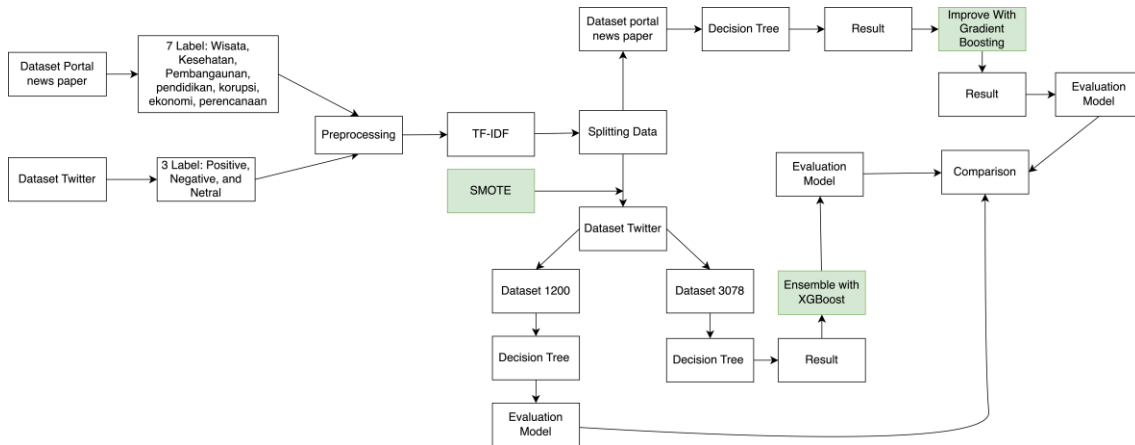 Dataset Portal
news paper
7 Label: Wisata,
Kesehatan,
Pembangaunan,
pendidikan, korupsi,
ekonomi, perencanaan
Dataset Twitter
3 Label: Positive,
Negative, and
Netral
Preprocessing
TF-IDF
SMOTE
Splitting Data
Dataset portal
news paper
Decision Tree
Result
Improve With
Gradient
Boosting
Result
Evaluation
Model
Comparison
Dataset Twitter
Dataset 1200
Decision Tree
Evaluation
Model
Dataset 3078
Decision Tree
Result
Ensemble with
XGBoost
Evaluation
Model